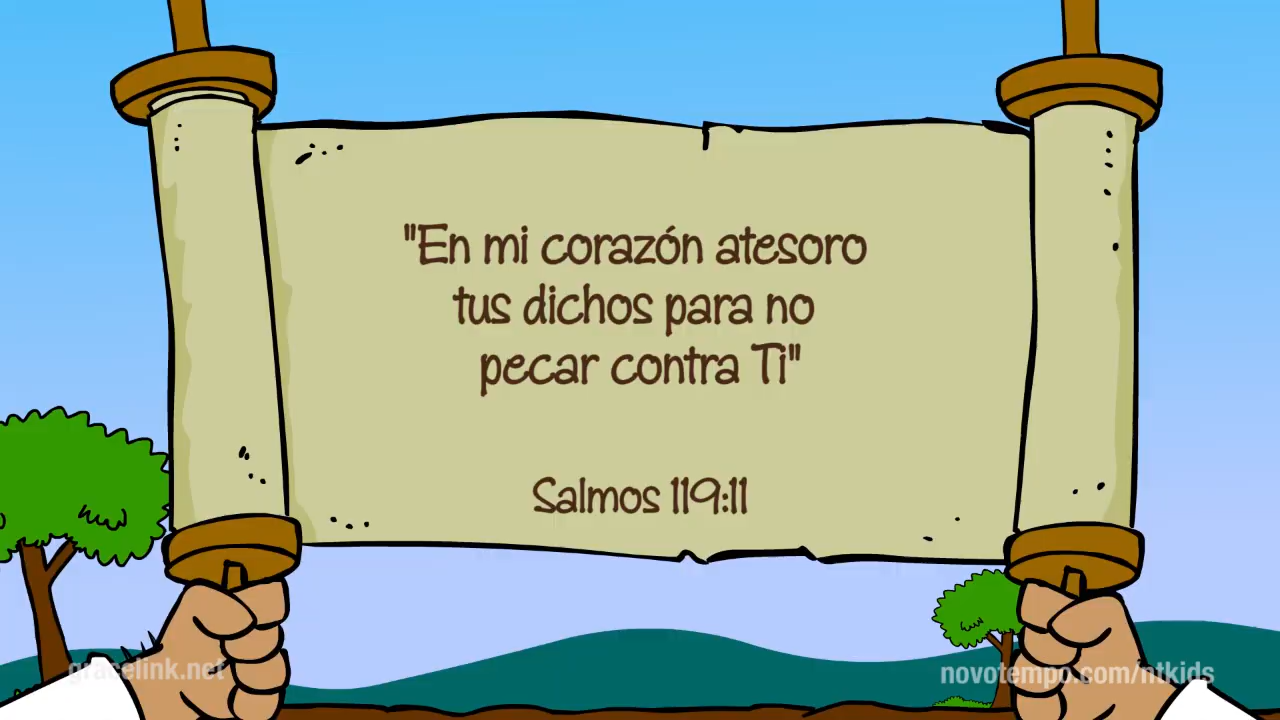 "En mi corazón atesoro
tus dichos para no
pecar contra Ti"
Salmos 119:11
gracelink.net
novotempo.com/ntkids